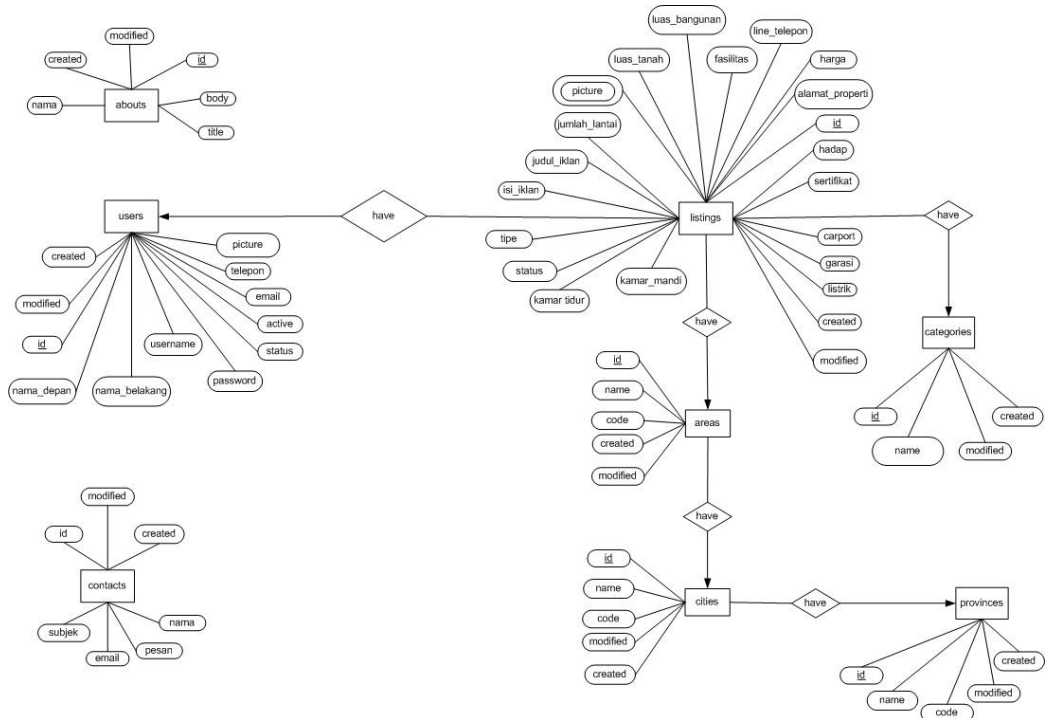 modified
created
id
nama
abouts
body
title
luas_bangunan
line_telepon
luas_tanah
fasilitas
harga
picture
alamat_properti
jumlah_lantai
id
judul_iklan
hadap
isi_iklan
sertifikat
users
have
listings
have
tipe
carport
status
kamar_mandi
garasi
kamar tidur
listrik
created
modified
created
picture
telepon
modified
email
active
id
username
status
nama_depan
nama_belakang
password
have
categories
id
name
modified
created
id
name
code
areas
created
modified
have
modified
id
created
contacts
subjek
email
pesan
nama
id
name
cities
code
modified
created
have
provinces
id
name
code
modified
created